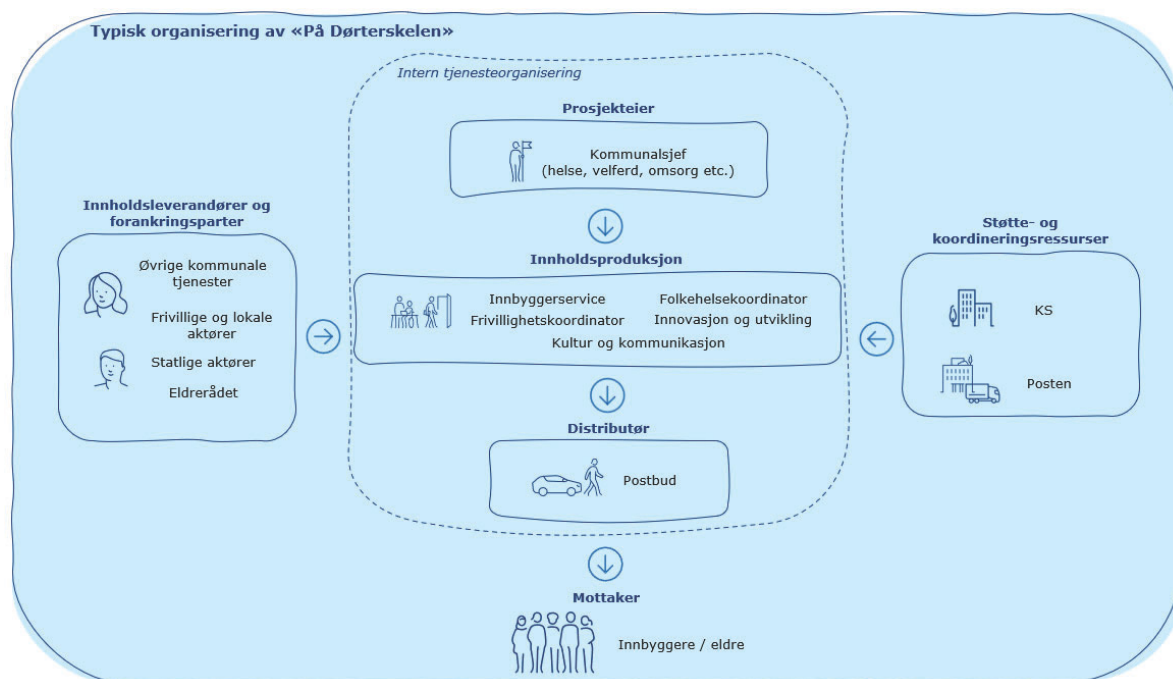 Typisk organisering av «På Dørterskelen»
Intern tjenesteorganisering
Prosjekteier
Kommunalsjef
(helse, velferd, omsorg etc.)
Innholdsleverandører og
forankringsparter
Øvrige kommunale
tjenester
Frivillige og lokale
aktører
Statlige aktører
Eldrerådet
Innholdsproduksjon
Innbyggerservice
Folkehelsekoordinator
Frivillighetskoordinator
Innovasjon og utvikling
Kultur og kommunikasjon
Støtte- og
koordineringsressurser
KS
Posten
Distributør
Postbud
Mottaker
Innbyggere / eldre